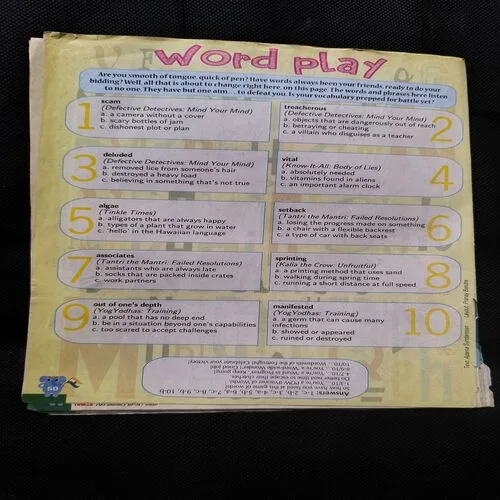 word play
Are you smooth of tongue, quick of pen? Have words always been your friends, ready to do your
bidding? Well, all that is about to change right here, on this page. The words and phrases here listen
to no one. They have but one aim... to defeat you. Is your vocabulary prepped for battle yet?
1
scam
(Defective Detectives: Mind Your Mind)
a. a camera without a cover
b. scary bottles of jam
c. dishonest plot or plan
2
treacherous
(Defective Detectives: Mind Your Mind)
a. objects that are dangerously out of reach
b. betraying or cheating
c. a villain who disguises as a teacher
3
deluded
(Defective Detectives: Mind Your Mind)
a. removed lice from someone's hair
b. destroyed a heavy load
c. believing in something that's not true
4
vital
(Know-It-All: Body of Lies)
a. absolutely needed
b. vitamins found in aliens
c. an important alarm clock
5
algae
(Tinkle Times)
a. alligators that are always happy
b. types of a plant that grow in water
c. 'hello' in the Hawaiian language
6
setback
(Tantri the Mantri: Failed Resolutions)
a. losing the progress made on something
b. a chair with a flexible backrest
c. a type of car with back seats
7
associates
(Tantri the Mantri: Failed Resolutions)
a. assistants who are always late
b. socks that are packed inside crates
c. work partners
8
sprinting
(Kalia the Crow: Unfruitful)
a. a printing method that uses sand
b. walking during spring time
c. running a short distance at full speed
9
out of one's depth
(YogYodhas: Training)
a. a pool that has no deep end
b. be in a situation beyond one's capabilities
c. too scared to accept challenges
10
manifested
(YogYodhas: Training)
a. a germ that can cause many
infections
b. showed or appeared
c. ruined or destroyed
Answers: 1-c, 2-b, 3-c, 4-a, 5-b, 6-a, 7-c, 8-c, 9-b, 10-b
50